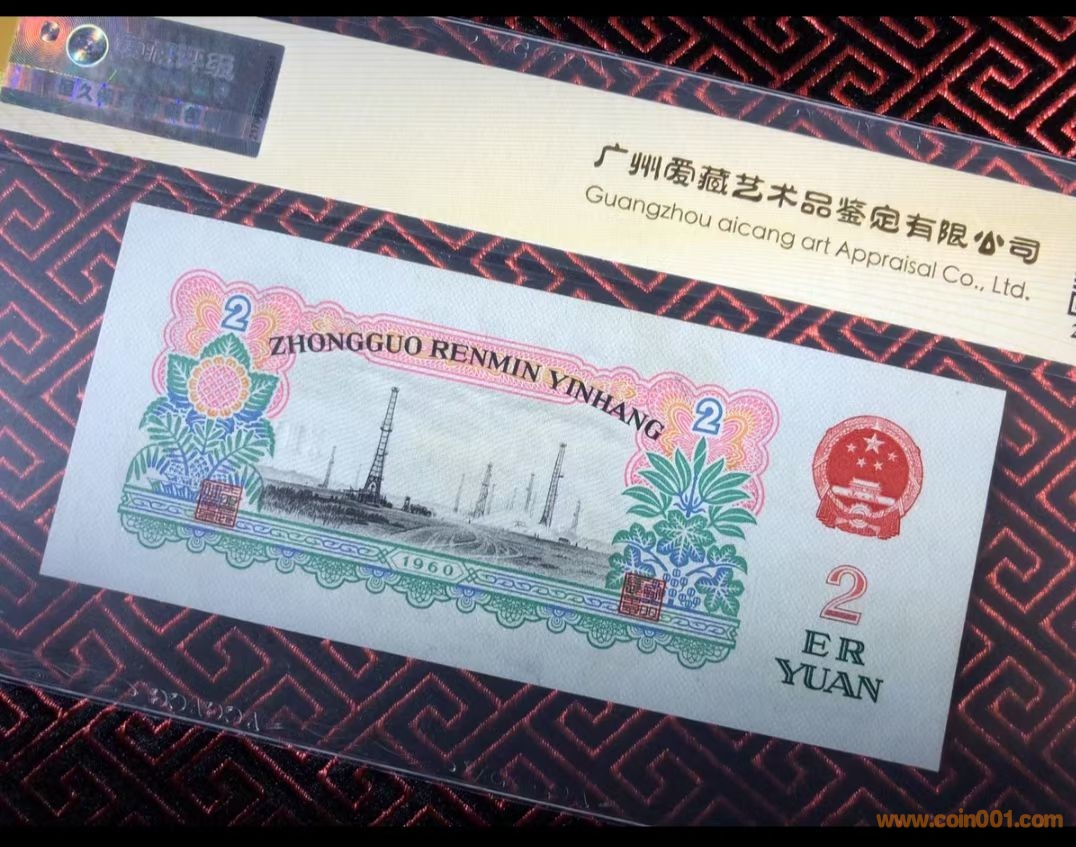 广州爱藏艺术品鉴定有限公司
Guangzhou aicang art Appraisal Co., Ltd.
2
ZHONGGUO RENMIN YINHANG
2
1960
2
ER
YUAN
www.coin001.com